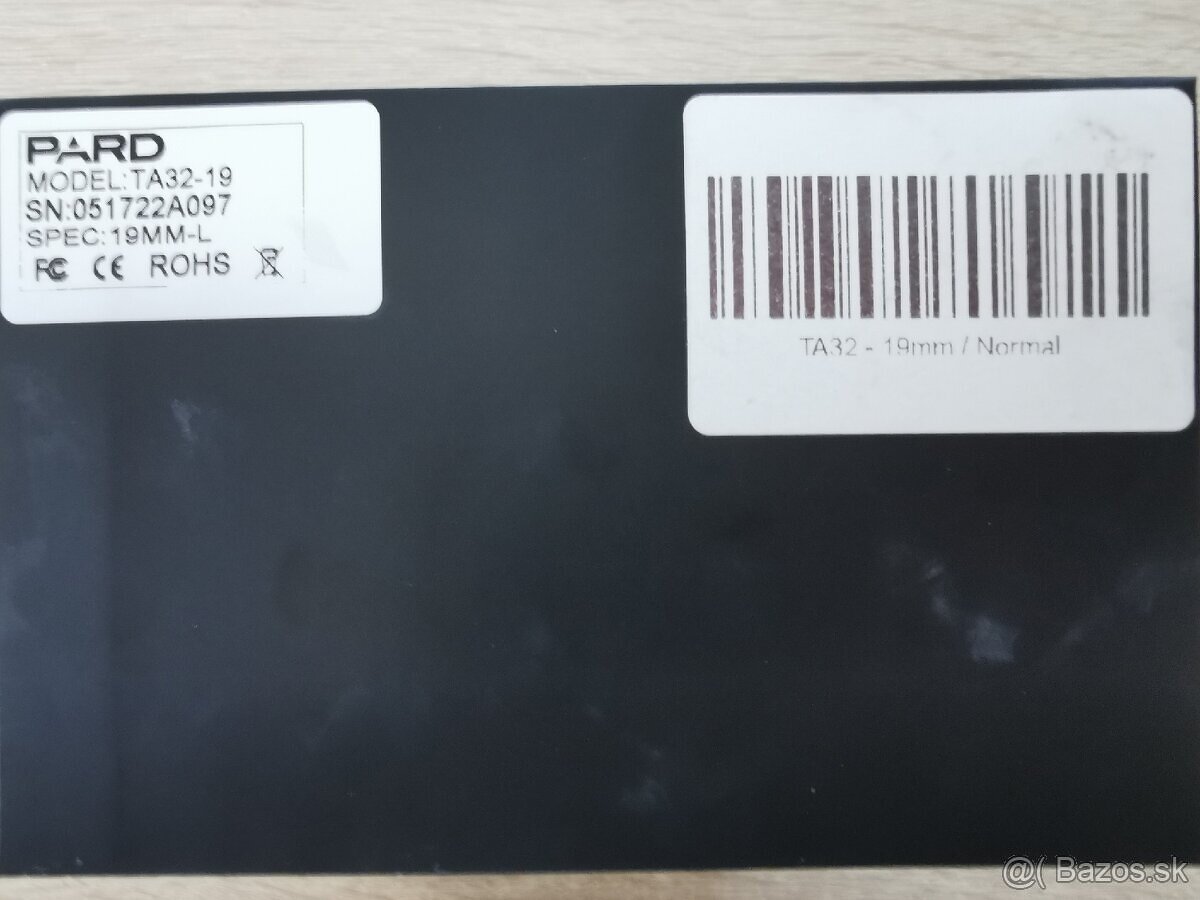 PARD
MODEL:TA32-19
SN:051722A097
SPEC:19MM-L
FC CE ROHS
TA32 - 19mm / Normal
@( Bazos.sk